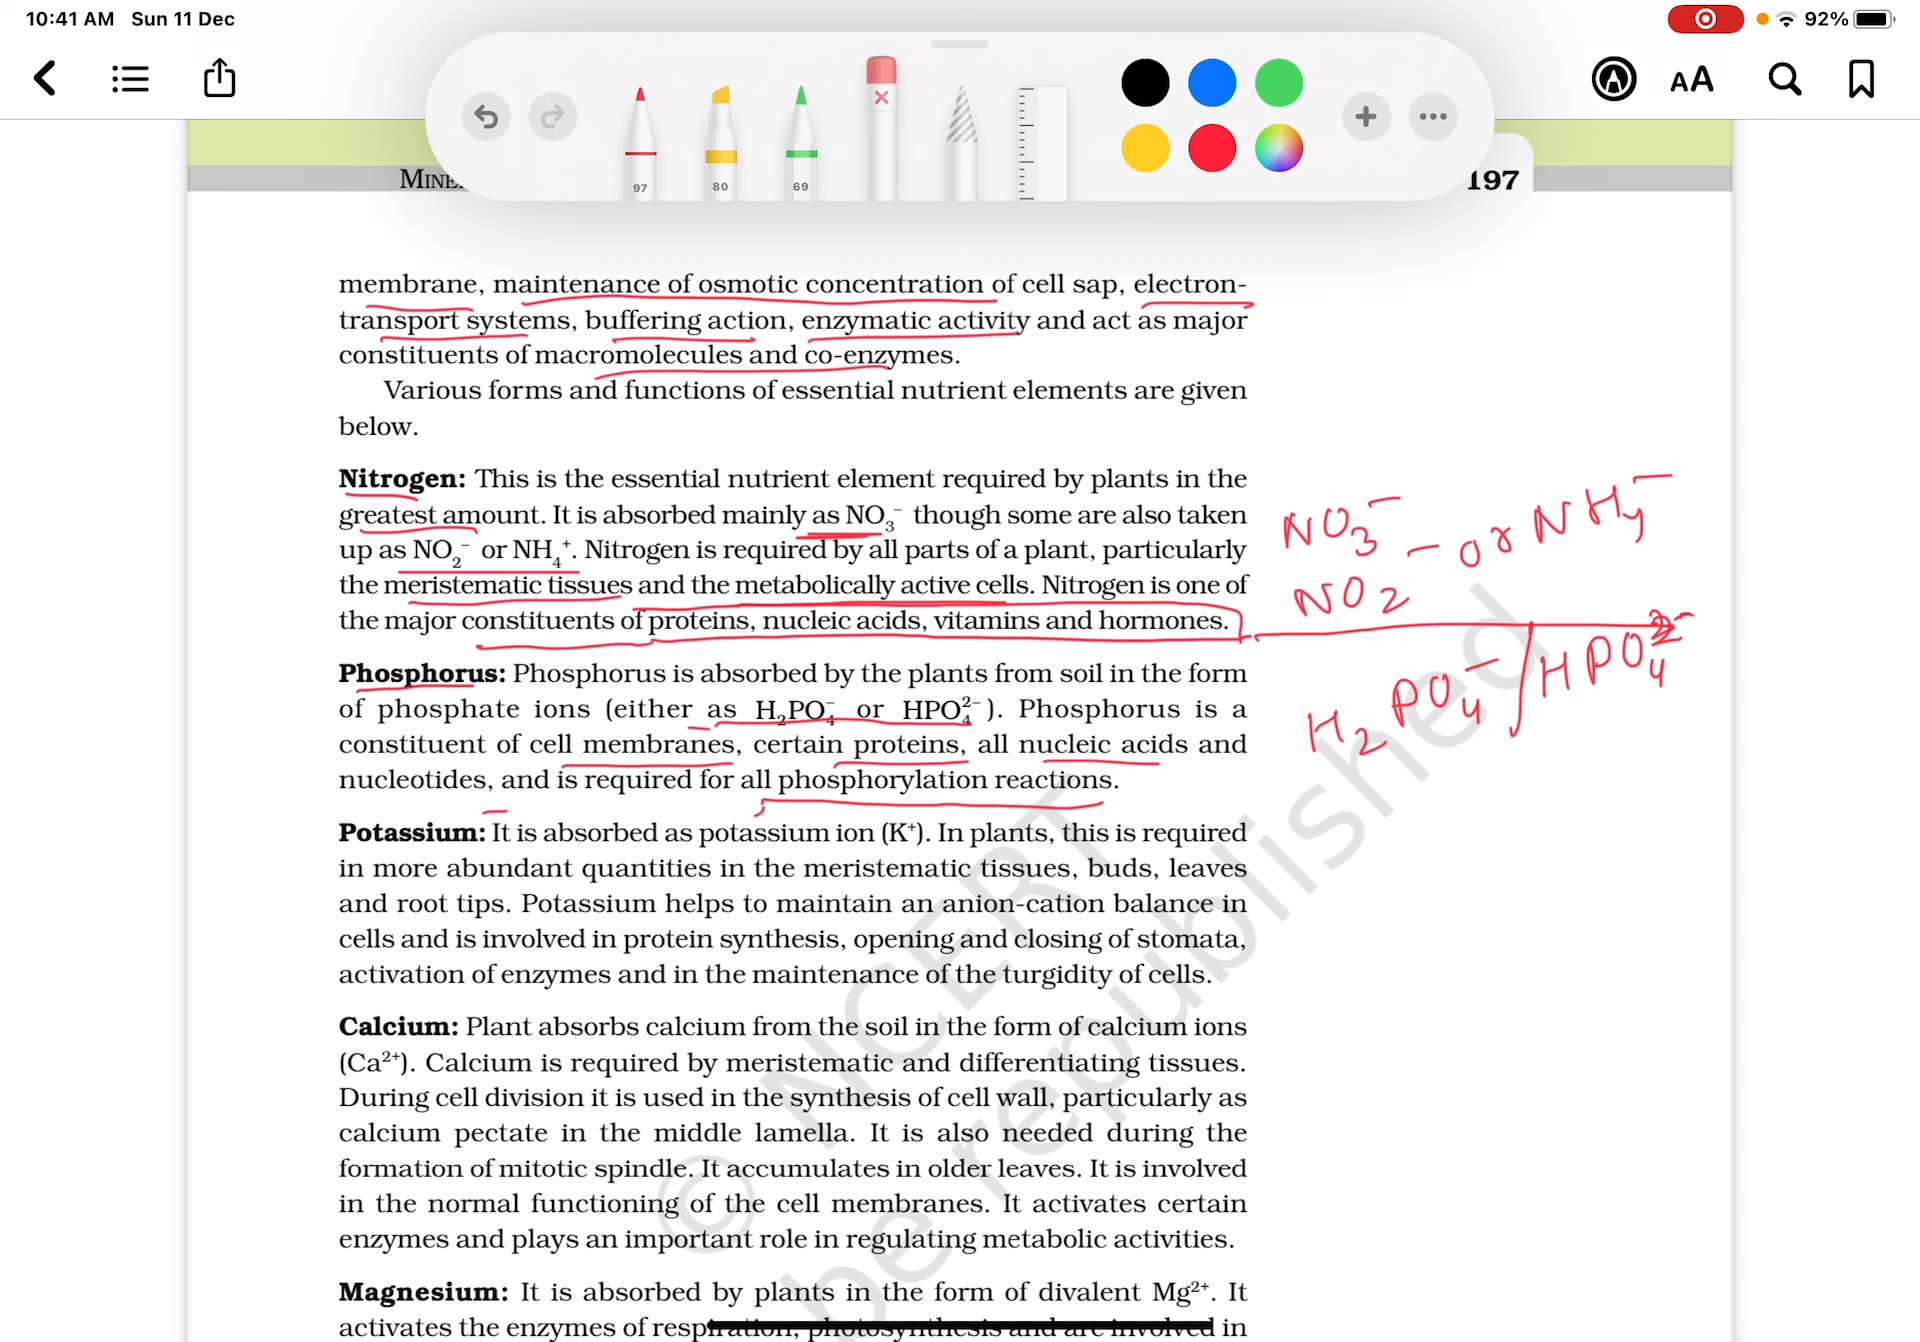 10:41 AM Sun 11 Dec
92%
AA
97
80
69
MINE
197
membrane, maintenance of osmotic concentration of cell sap, electron-
transport systems, buffering action, enzymatic activity and act as major
constituents of macromolecules and co-enzymes.
Various forms and functions of essential nutrient elements are given
below.
Nitrogen: This is the essential nutrient element required by plants in the
greatest amount. It is absorbed mainly as NO₃⁻ though some are also taken
up as NO₂⁻ or NH₄⁺. Nitrogen is required by all parts of a plant, particularly
the meristematic tissues and the metabolically active cells. Nitrogen is one of
the major constituents of proteins, nucleic acids, vitamins and hormones.
NO₃⁻ – or NH₄⁻
NO₂
Phosphorus: Phosphorus is absorbed by the plants from soil in the form
of phosphate ions (either as H₂PO₄⁻ or HPO₄²⁻). Phosphorus is a
constituent of cell membranes, certain proteins, all nucleic acids and
nucleotides, and is required for all phosphorylation reactions.
H₂PO₄⁻ / HPO₄²⁻
Potassium: It is absorbed as potassium ion (K⁺). In plants, this is required
in more abundant quantities in the meristematic tissues, buds, leaves
and root tips. Potassium helps to maintain an anion-cation balance in
cells and is involved in protein synthesis, opening and closing of stomata,
activation of enzymes and in the maintenance of the turgidity of cells.
Calcium: Plant absorbs calcium from the soil in the form of calcium ions
(Ca²⁺). Calcium is required by meristematic and differentiating tissues.
During cell division it is used in the synthesis of cell wall, particularly as
calcium pectate in the middle lamella. It is also needed during the
formation of mitotic spindle. It accumulates in older leaves. It is involved
in the normal functioning of the cell membranes. It activates certain
enzymes and plays an important role in regulating metabolic activities.
Magnesium: It is absorbed by plants in the form of divalent Mg²⁺. It
activates the enzymes of respiration, photosynthesis and are involved in
© NCERT
be republished